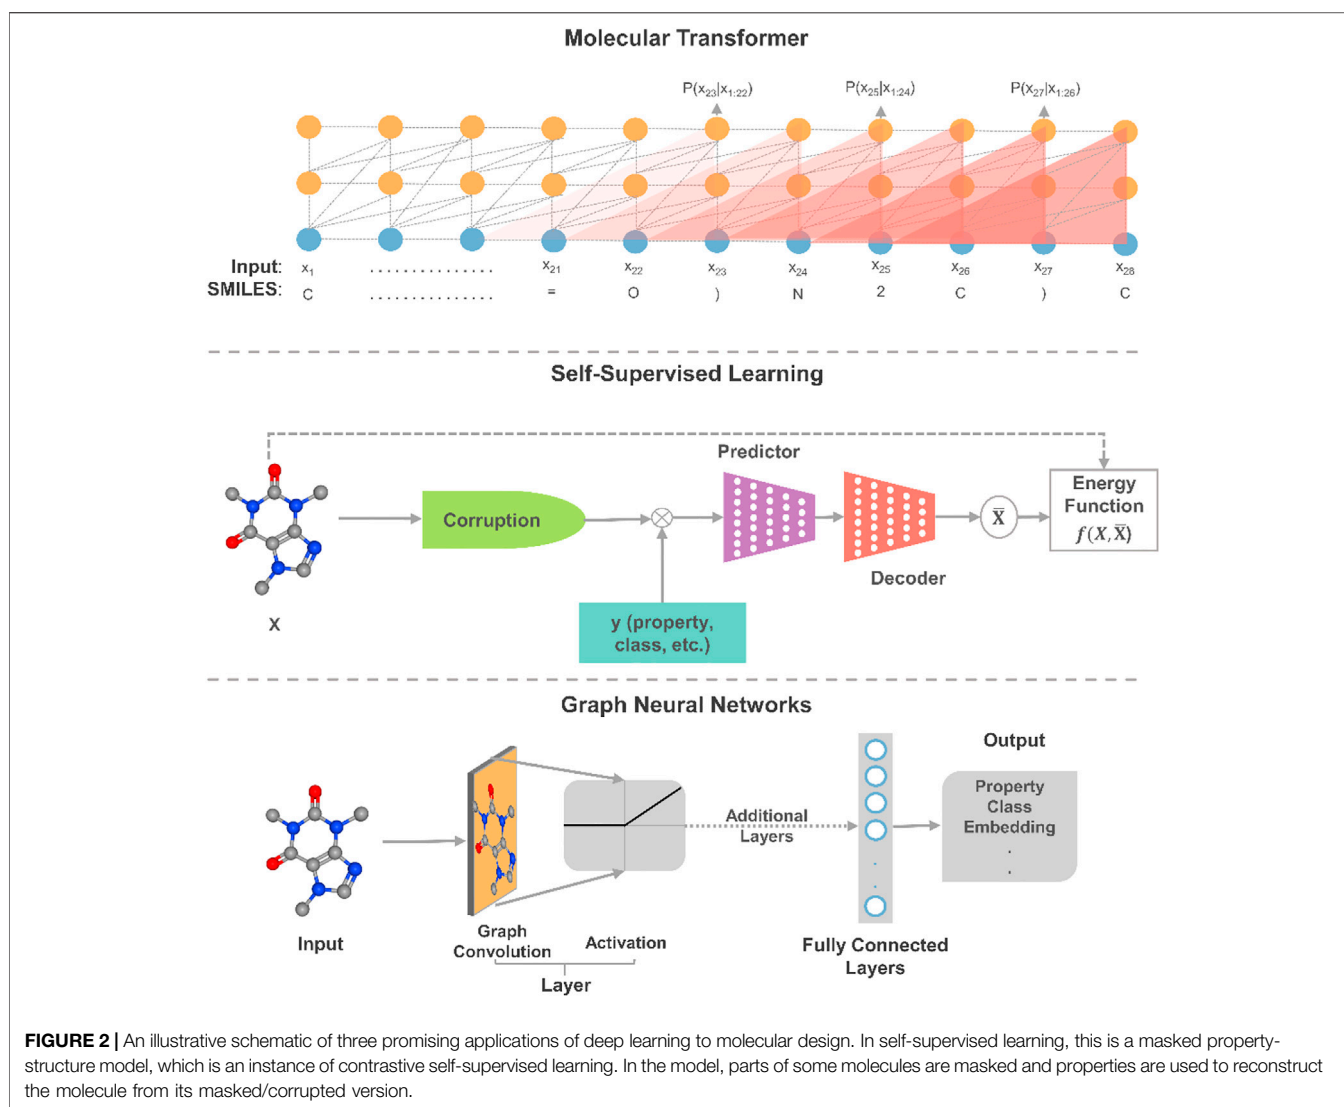 Molecular Transformer
P(x23|x1:22) P(x25|x1:24) P(x27|x1:26)
Input: x1 ............... x21 x22 x23 x24 x25 x26 x27 x28
SMILES: C ............... = O ) N 2 C ) C
Self-Supervised Learning
Predictor
Corruption
X̅
Energy
Function
f(X, X̅)
Decoder
X
y (property,
class, etc.)
Graph Neural Networks
Output
Property
Class
Embedding
.
.
Additional
Layers
Input
Graph
Convolution
Activation
Layer
Fully Connected
Layers
FIGURE 2 | An illustrative schematic of three promising applications of deep learning to molecular design. In self-supervised learning, this is a masked property-
structure model, which is an instance of contrastive self-supervised learning. In the model, parts of some molecules are masked and properties are used to reconstruct
the molecule from its masked/corrupted version.